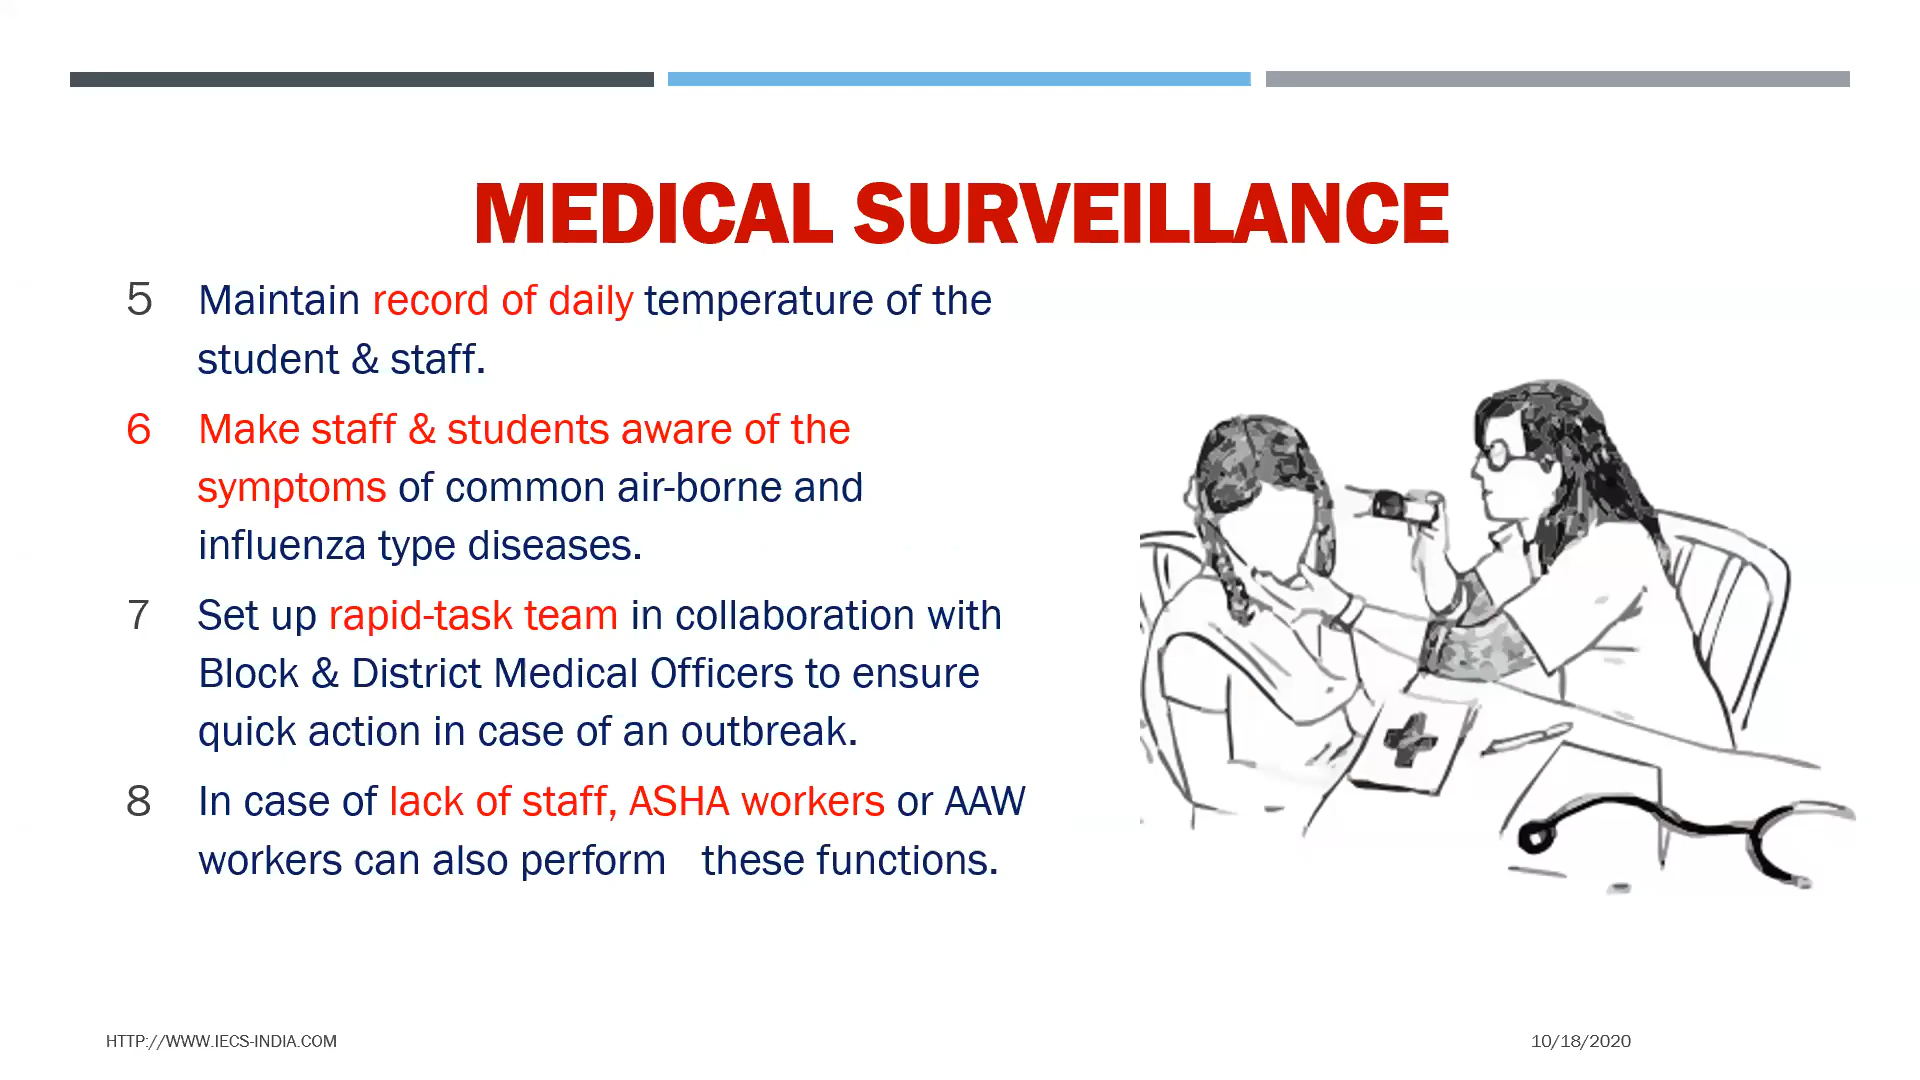 MEDICAL SURVEILLANCE
5 Maintain record of daily temperature of the
student & staff.
6 Make staff & students aware of the
symptoms of common air-borne and
influenza type diseases.
7 Set up rapid-task team in collaboration with
Block & District Medical Officers to ensure
quick action in case of an outbreak.
8 In case of lack of staff, ASHA workers or AAW
workers can also perform these functions.
HTTP://WWW.IECS-INDIA.COM
10/18/2020